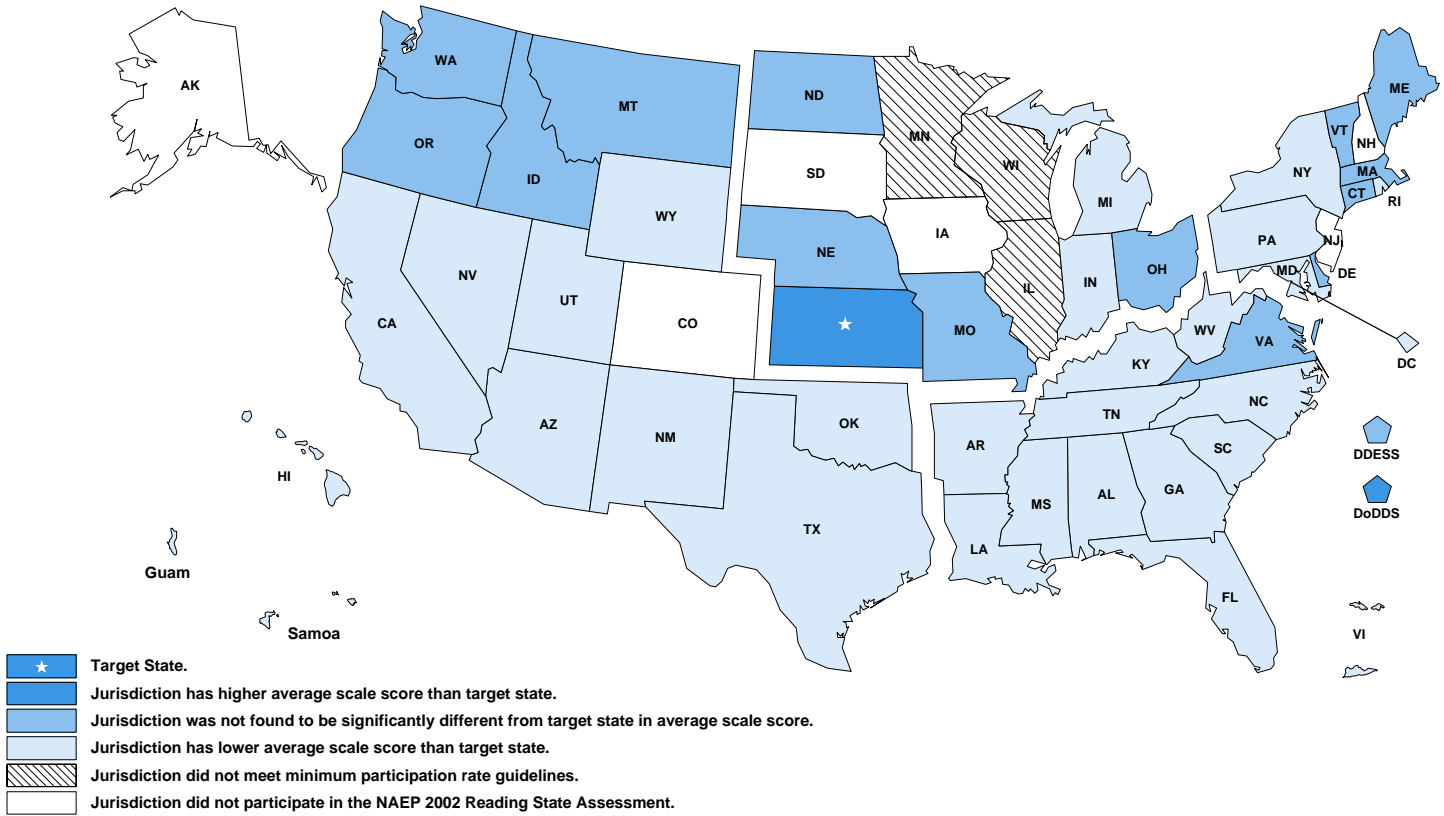 WA
MT
ND
ME
AK
MN
VT
OR
NH
WI
ID
SD
MA
NY
CT
RI
MI
WY
IA
PA
NJ
NE
NV
OH
MD
DE
IN
IL
UT
CA
CO
MO
WV
VA
KY
DC
NC
TN
AZ
OK
NM
AR
SC
DDESS
HI
GA
AL
MS
DoDDS
TX
LA
Guam
FL
Samoa
VI
Target State.
Jurisdiction has higher average scale score than target state.
Jurisdiction was not found to be significantly different from target state in average scale score.
Jurisdiction has lower average scale score than target state.
Jurisdiction did not meet minimum participation rate guidelines.
Jurisdiction did not participate in the NAEP 2002 Reading State Assessment.